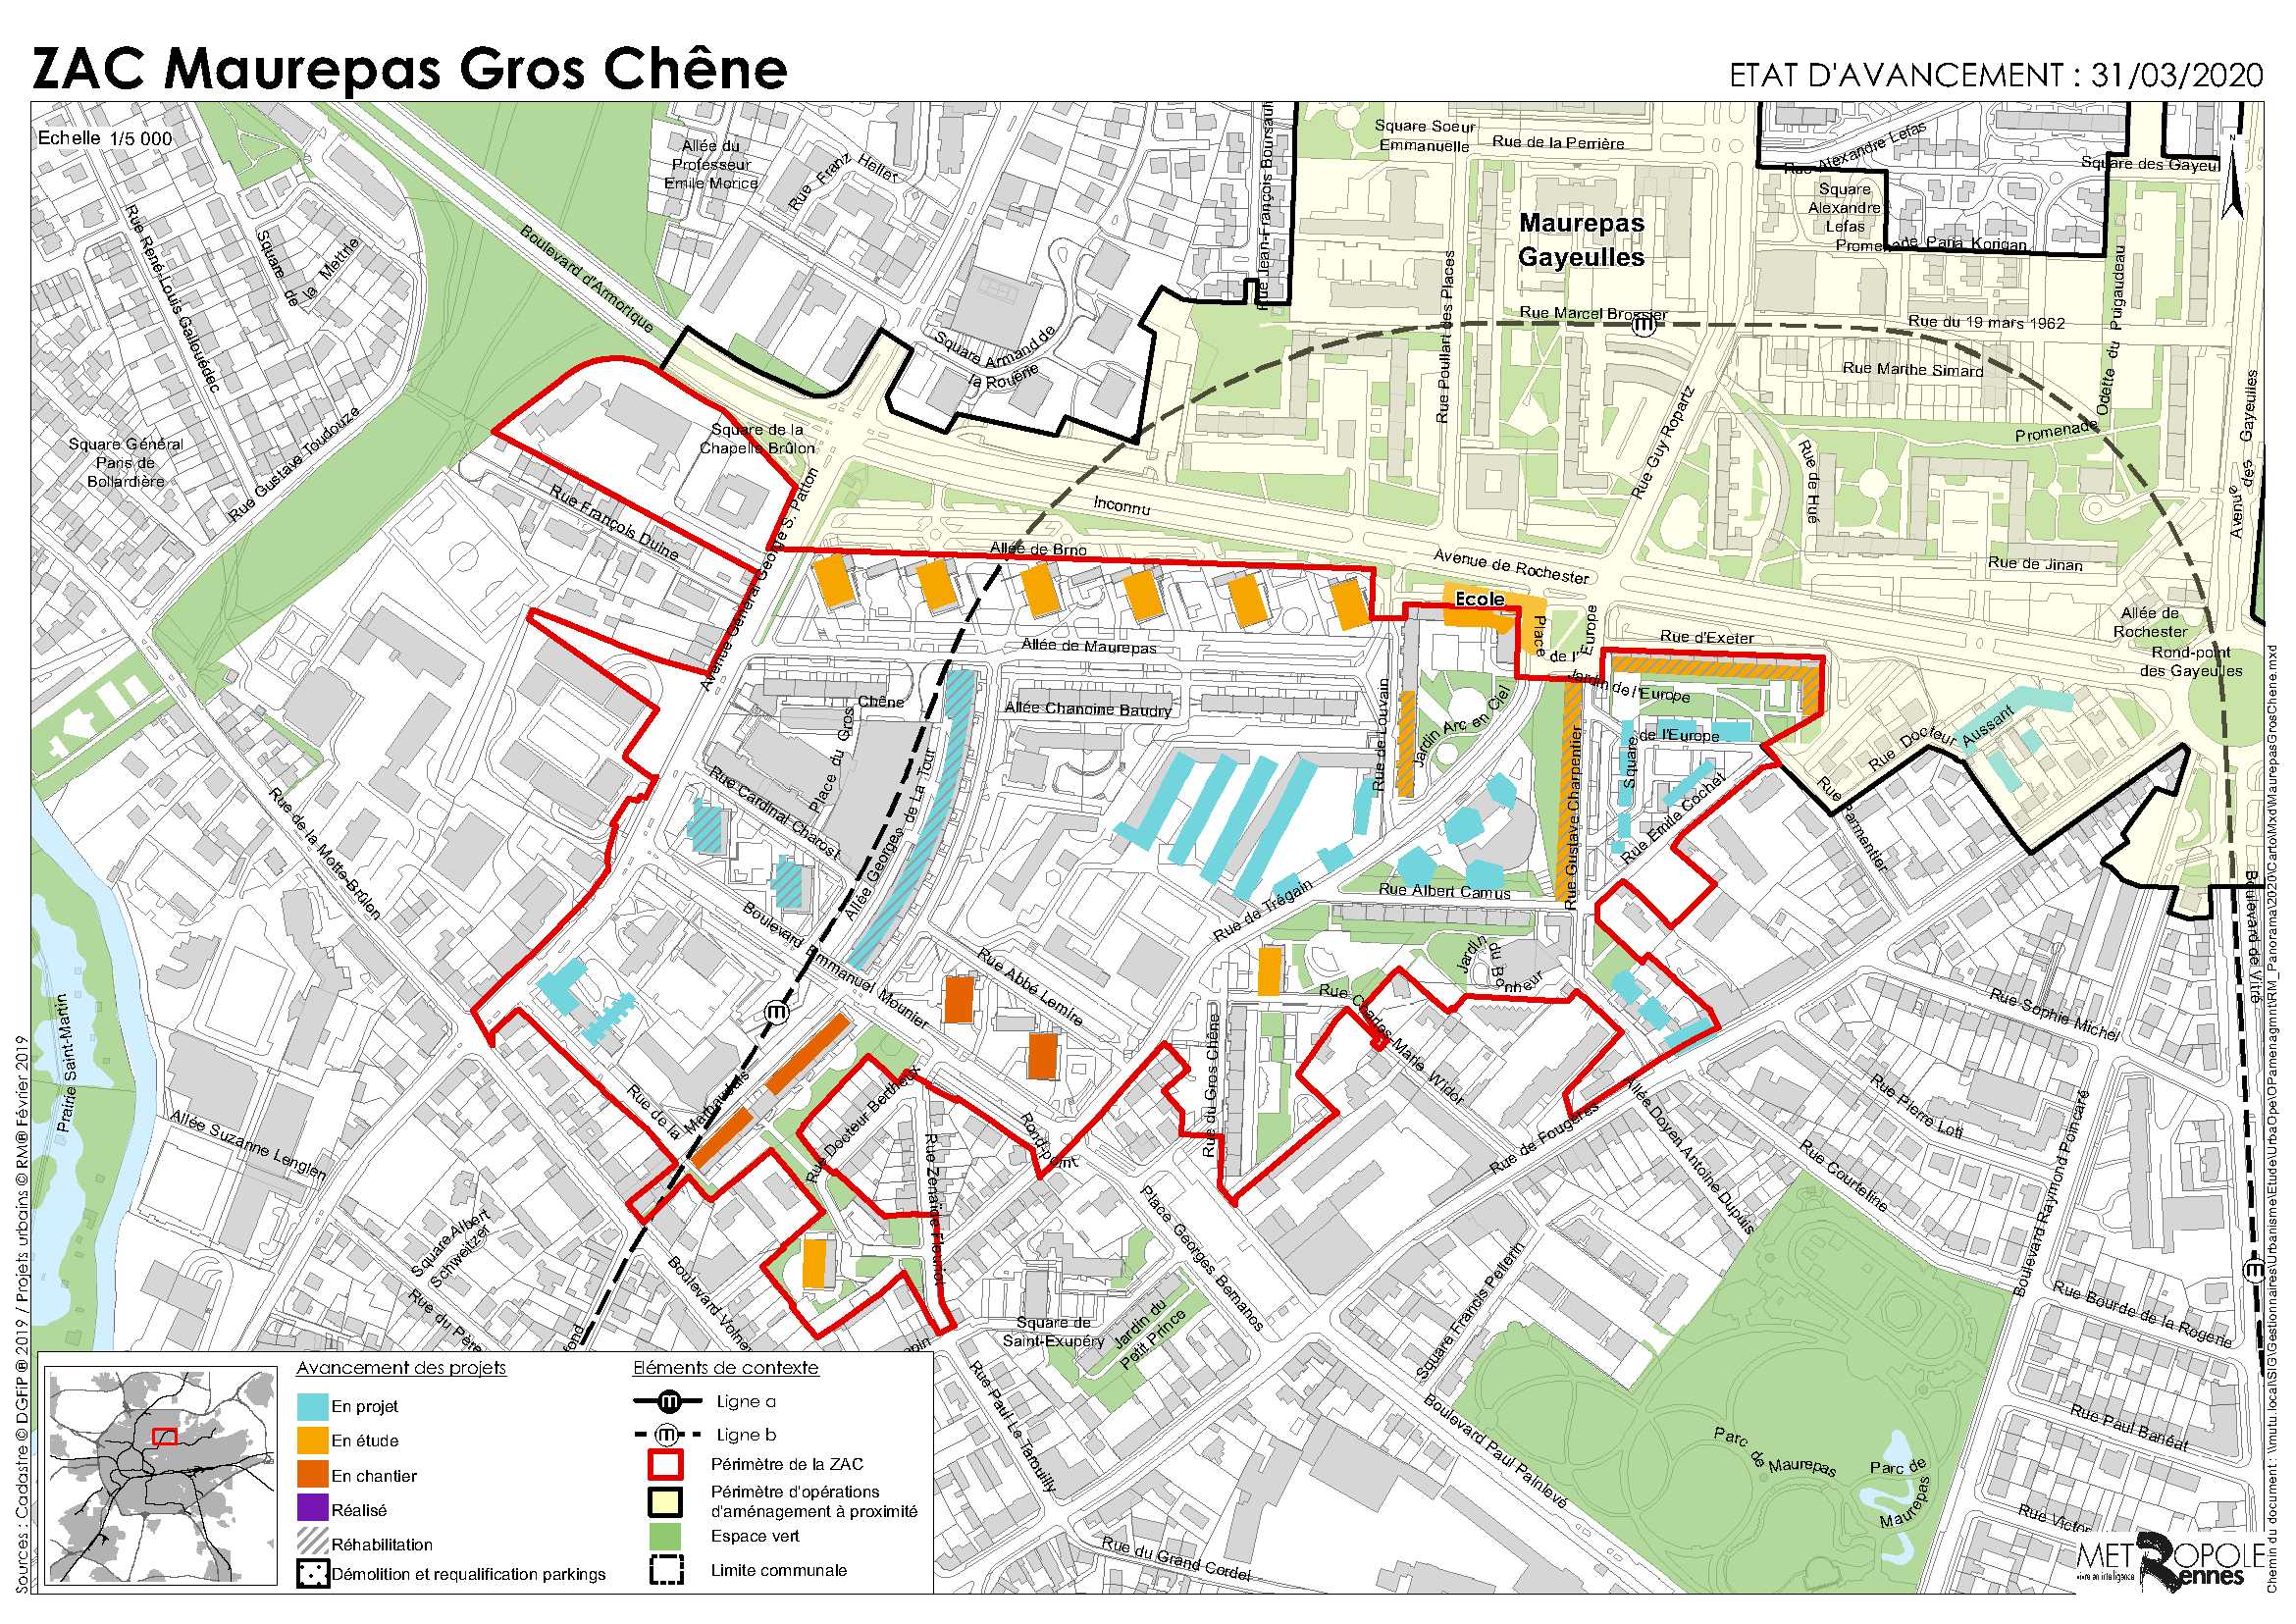 ZAC Maurepas Gros Chêne
ETAT D'AVANCEMENT : 31/03/2020
Echelle 1/5 000
Allée du
Professeur
Emile Morice
Rue Franz Heller
Rue Jean-François Boursault
Square Soeur
Emmanuelle
Rue de la Perrière
Maurepas
Gayeulles
Rue Alexandre Lefas
Square
Alexandre
Lefas
Square des Gayeul
Promenade Paria Korigan
Rue René-Louis Gallouédec
Square de la Mettrie
Boulevard d'Armorique
Square Armand de
la Rouërie
Rue Poullart des Places
Rue Marcel Brossier
m
Rue du 19 mars 1962
Odette du Puigaudeau
Rue Marthe Simard
Promenade
Avenue des Gayeulles
Rue Guy Ropartz
Rue de Hué
Square Général
Paris de
Bollardière
Rue Gustave Toudouze
Square de la
Chapelle Brûlon
Rue François Duine
Avenue Général George S. Patton
Inconnu
Allée de Brno
Avenue de Rochester
Rue de Jinan
Ecole
Place
de l'
Europe
Rue d'Exeter
Allée de
Rochester
Rond-point
des Gayeulles
Allée de Maurepas
Jardin de l'Europe
Place du Gros
Chêne
Allée Chanoine Baudry
Rue de Louvain
Jardin Arc en Ciel
Rue Gustave Charpentier
Square
de l'Europe
Rue Docteur Aussant
Rue Parmentier
Rue Emile Cochet
Allée Georges de La Tour
Rue Cardinal Charost
Rue de la Motte-Brûlon
Boulevard Emmanuel Mounier
Rue Albert Camus
Rue de Trégain
Jardin
du Bonheur
Rue Abbé Lemire
Rue Charles-Marie Widor
Rue Sophie Michel
Boulevard de Vitré
Prairie Saint-Martin
m
Rue de la
Marbaudais
Rue Docteur Bertheux
Rue Zénaïde Fleuriot
Rond-point
Rue du Gros Chêne
Rue de Fougères
Allée Doyen Antoine Dupuis
Rue Pierre Loti
Rue Courteline
Boulevard Raymond Poincaré
Allée Suzanne Lenglen
Square Albert
Schweitzer
Rue du Père
Boulevard Volney
Place Georges Bernanos
Square de
Saint-Exupéry
Jardin du
Petit Prince
Square Francis Pellerin
m
Rue Bourde de la Rogerie
Rue Paul Le Tarouilly
Boulevard Paul Painlevé
Parc
de
Maurepas
Parc de
Maurepas
Rue Paul Banéat
Rue Victor
Rue du Grand Cordel
Avancement des projets
En projet
En étude
En chantier
Réalisé
Réhabilitation
Démolition et requalification parkings
Eléments de contexte
m Ligne a
m Ligne b
Périmètre de la ZAC
Périmètre d'opérations
d'aménagement à proximité
Espace vert
Limite communale
METROPOLE
vivre en intelligence
Rennes
Sources : Cadastre © DGFiP ® 2019 / Projets urbains © RM® Février 2019
Chemin du document : \\mutu.local\SIG\Gestionnaires\Urbanisme\Etude\UrbaOpe\OPamenagmnt\RM_Panorama\2020\Carto\Mxd\MaurepasGrosChene.mxd